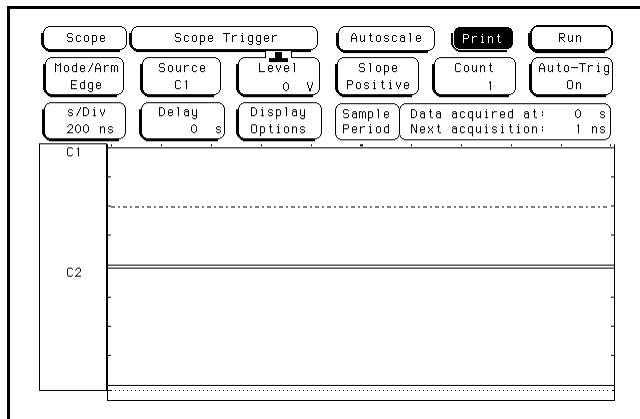 Scope Scope Trigger Autoscale Print Run
Mode/Arm Source Level Slope Count Auto-Trig
Edge C1 0 V Positive 1 On
s/Div Delay Display Sample Data acquired at: 0 s
200 ns 0 s Options Period Next acquisition: 1 ns
C1
C2